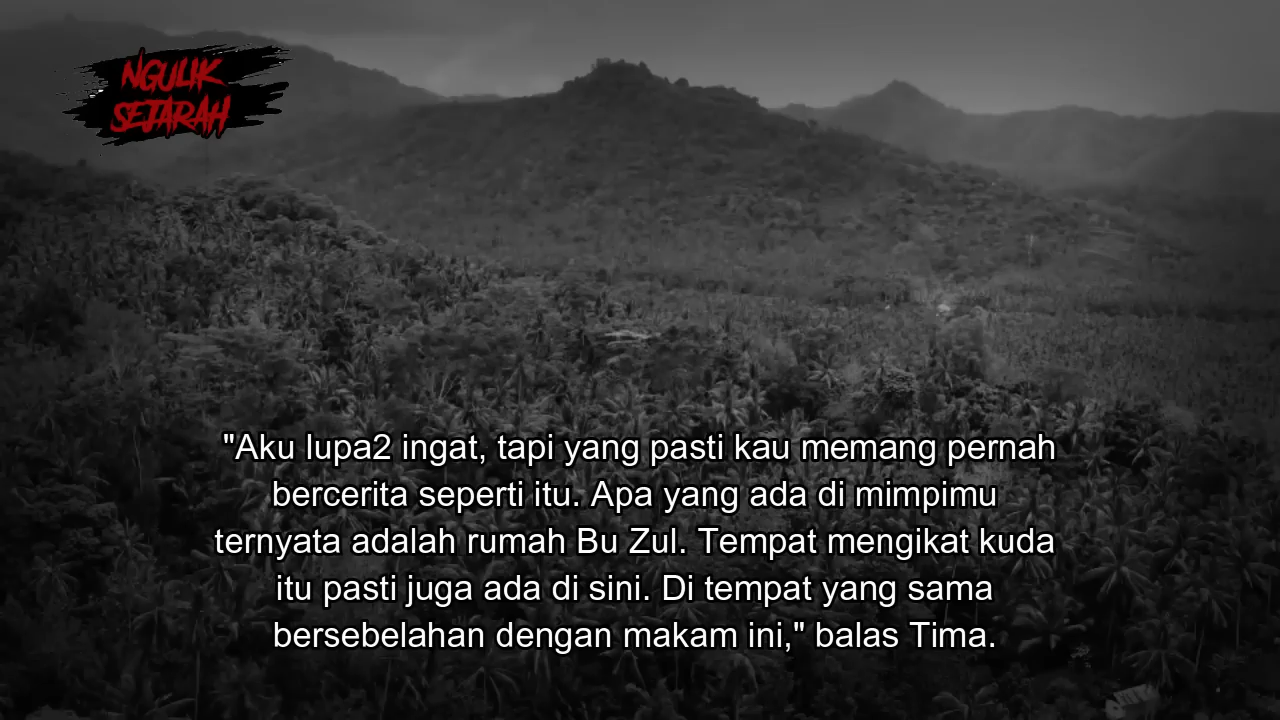 NGULIK
SEJARAH
"Aku lupa2 ingat, tapi yang pasti kau memang pernah
bercerita seperti itu. Apa yang ada di mimpimu
ternyata adalah rumah Bu Zul. Tempat mengikat kuda
itu pasti juga ada di sini. Di tempat yang sama
bersebelahan dengan makam ini," balas Tima.